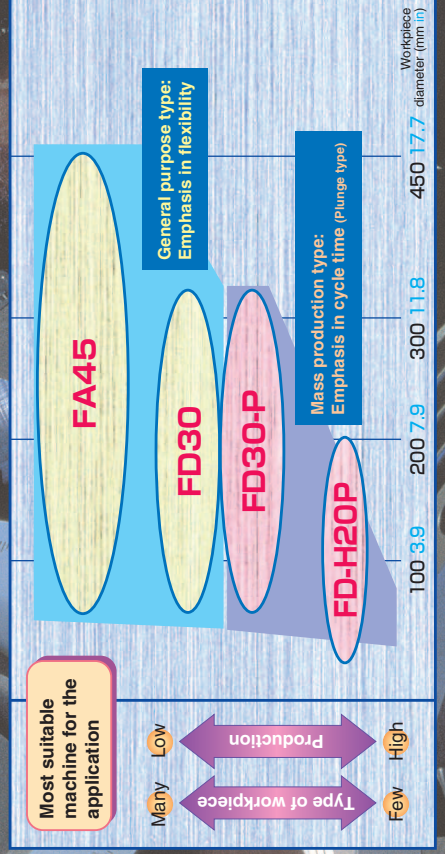 Most suitable
machine for the
application
Many
Low
Type of workpiece
Production
Few
High
FA45
FD30
FD30-P
FD-H20P
General purpose type:
Emphasis in flexibility
Mass production type:
Emphasis in cycle time (Plunge type)
100 3.9
200 7.9
300 11.8
450 17.7
Workpiece
diameter (mm in)